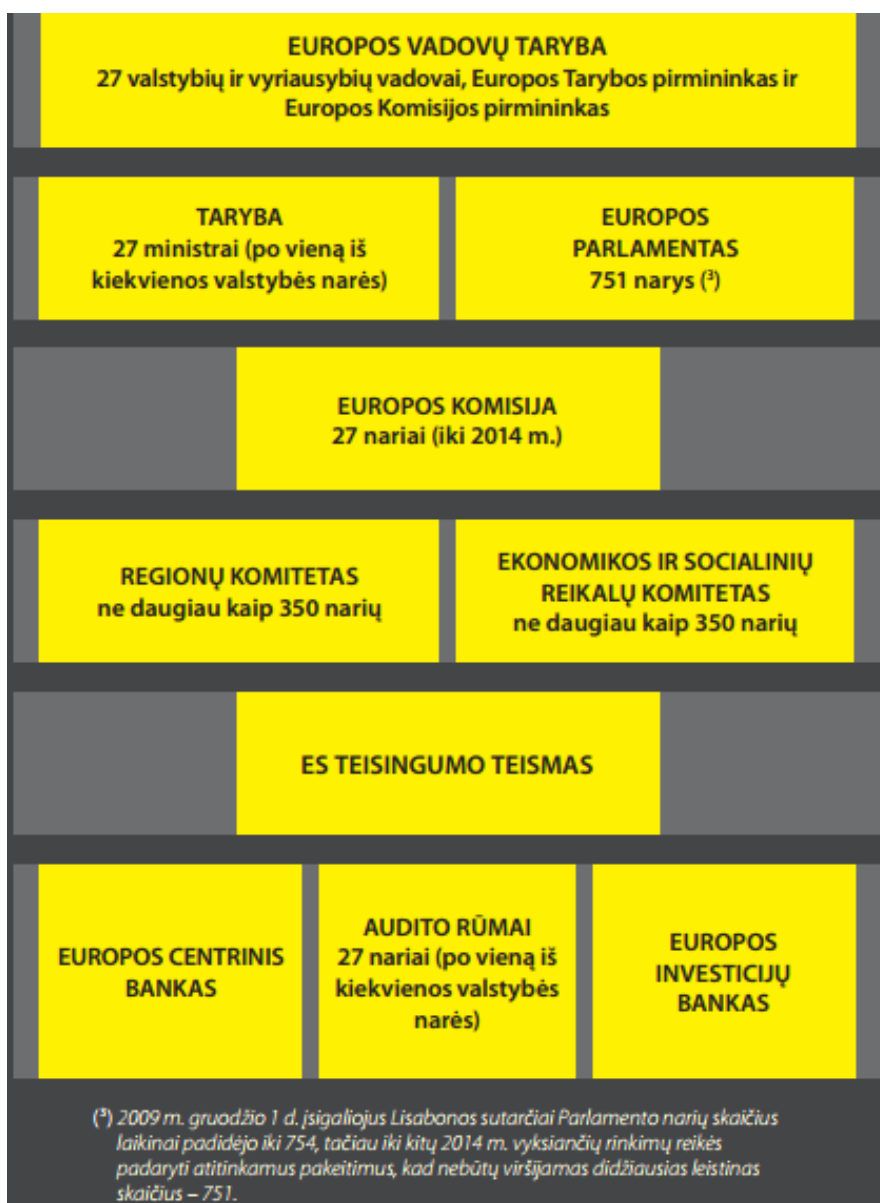 EUROPOS VADOVŲ TARYBA
27 valstybių ir vyriausybių vadovai, Europos Tarybos pirmininkas ir
Europos Komisijos pirmininkas
TARYBA
27 ministrai (po vieną iš
kiekvienos valstybės narės)
EUROPOS
PARLAMENTAS
751 narys (³)
EUROPOS KOMISIJA
27 nariai (iki 2014 m.)
REGIONŲ KOMITETAS
ne daugiau kaip 350 narių
EKONOMIKOS IR SOCIALINIŲ
REIKALŲ KOMITETAS
ne daugiau kaip 350 narių
ES TEISINGUMO TEISMAS
EUROPOS CENTRINIS
BANKAS
AUDITO RŪMAI
27 nariai (po vieną iš
kiekvienos valstybės
narės)
EUROPOS
INVESTICIJŲ
BANKAS
(³) 2009 m. gruodžio 1 d. įsigaliojus Lisabonos sutarčiai Parlamento narių skaičius
laikinai padidėjo iki 754, tačiau iki kitų 2014 m. vyksiančių rinkimų reikės
padaryti atitinkamus pakeitimus, kad nebūtų viršijamas didžiausias leistinas
skaičius – 751.